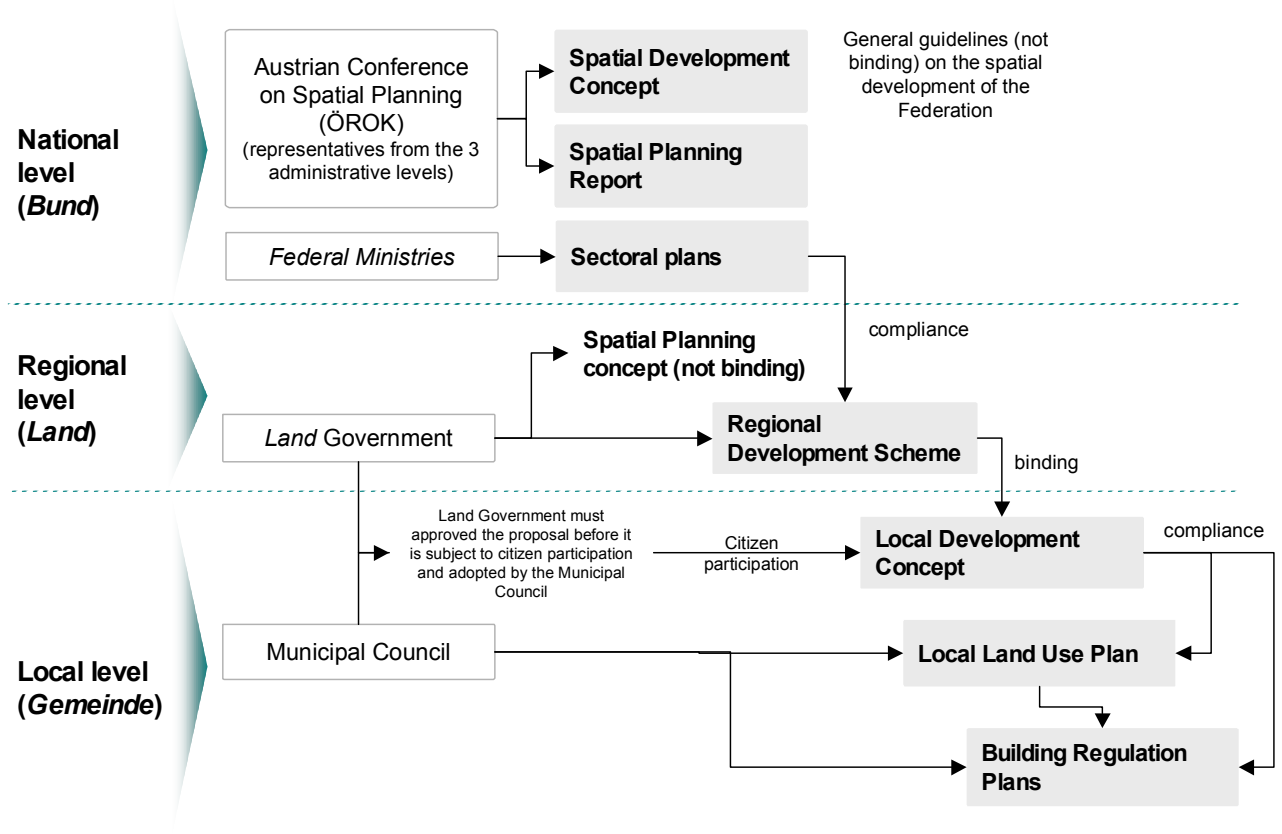 National
level
(Bund)
Austrian Conference
on Spatial Planning
(ÖROK)
(representatives from the 3
administrative levels)
Spatial Development
Concept
General guidelines (not
binding) on the spatial
development of the
Federation
Spatial Planning
Report
Federal Ministries
Sectoral plans
compliance
Regional
level
(Land)
Spatial Planning
concept (not binding)
Land Government
Regional
Development Scheme
binding
Land Government must
approved the proposal before it
is subject to citizen participation
and adopted by the Municipal
Council
Citizen
participation
Local Development
Concept
compliance
Local level
(Gemeinde)
Municipal Council
Local Land Use Plan
Building Regulation
Plans